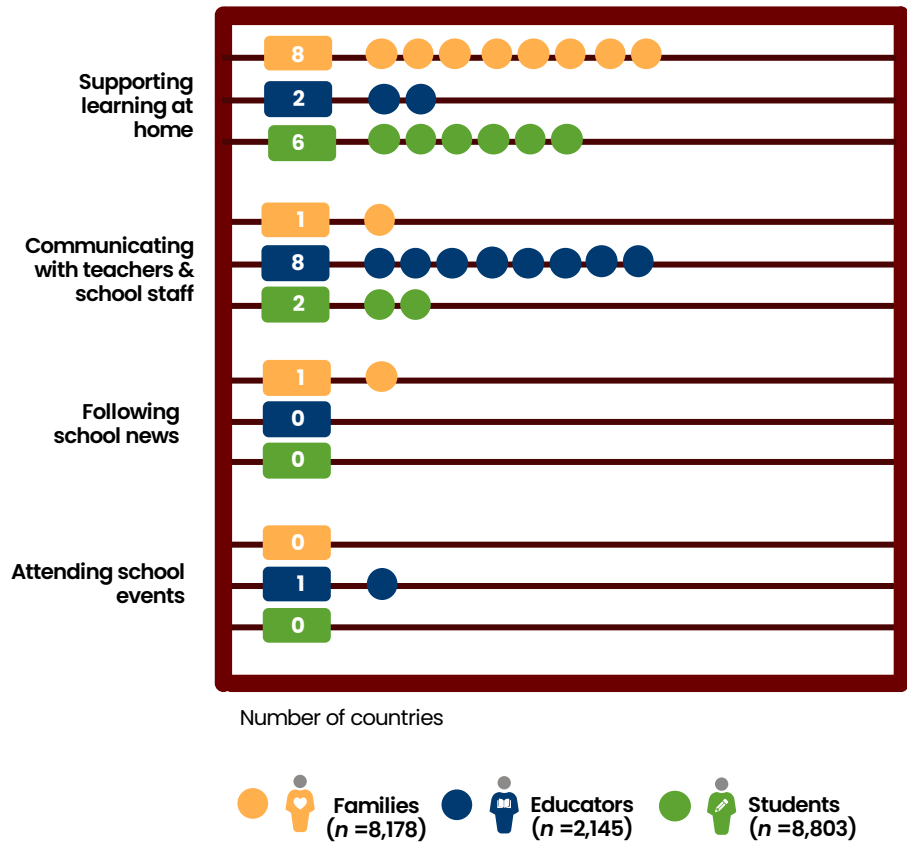 8
Supporting
learning at
home
2
6
1
Communicating
with teachers &
school staff
8
2
1
Following
school news
0
0
0
Attending school
events
1
0
Number of countries
Families
(n =8,178)
Educators
(n =2,145)
Students
(n =8,803)